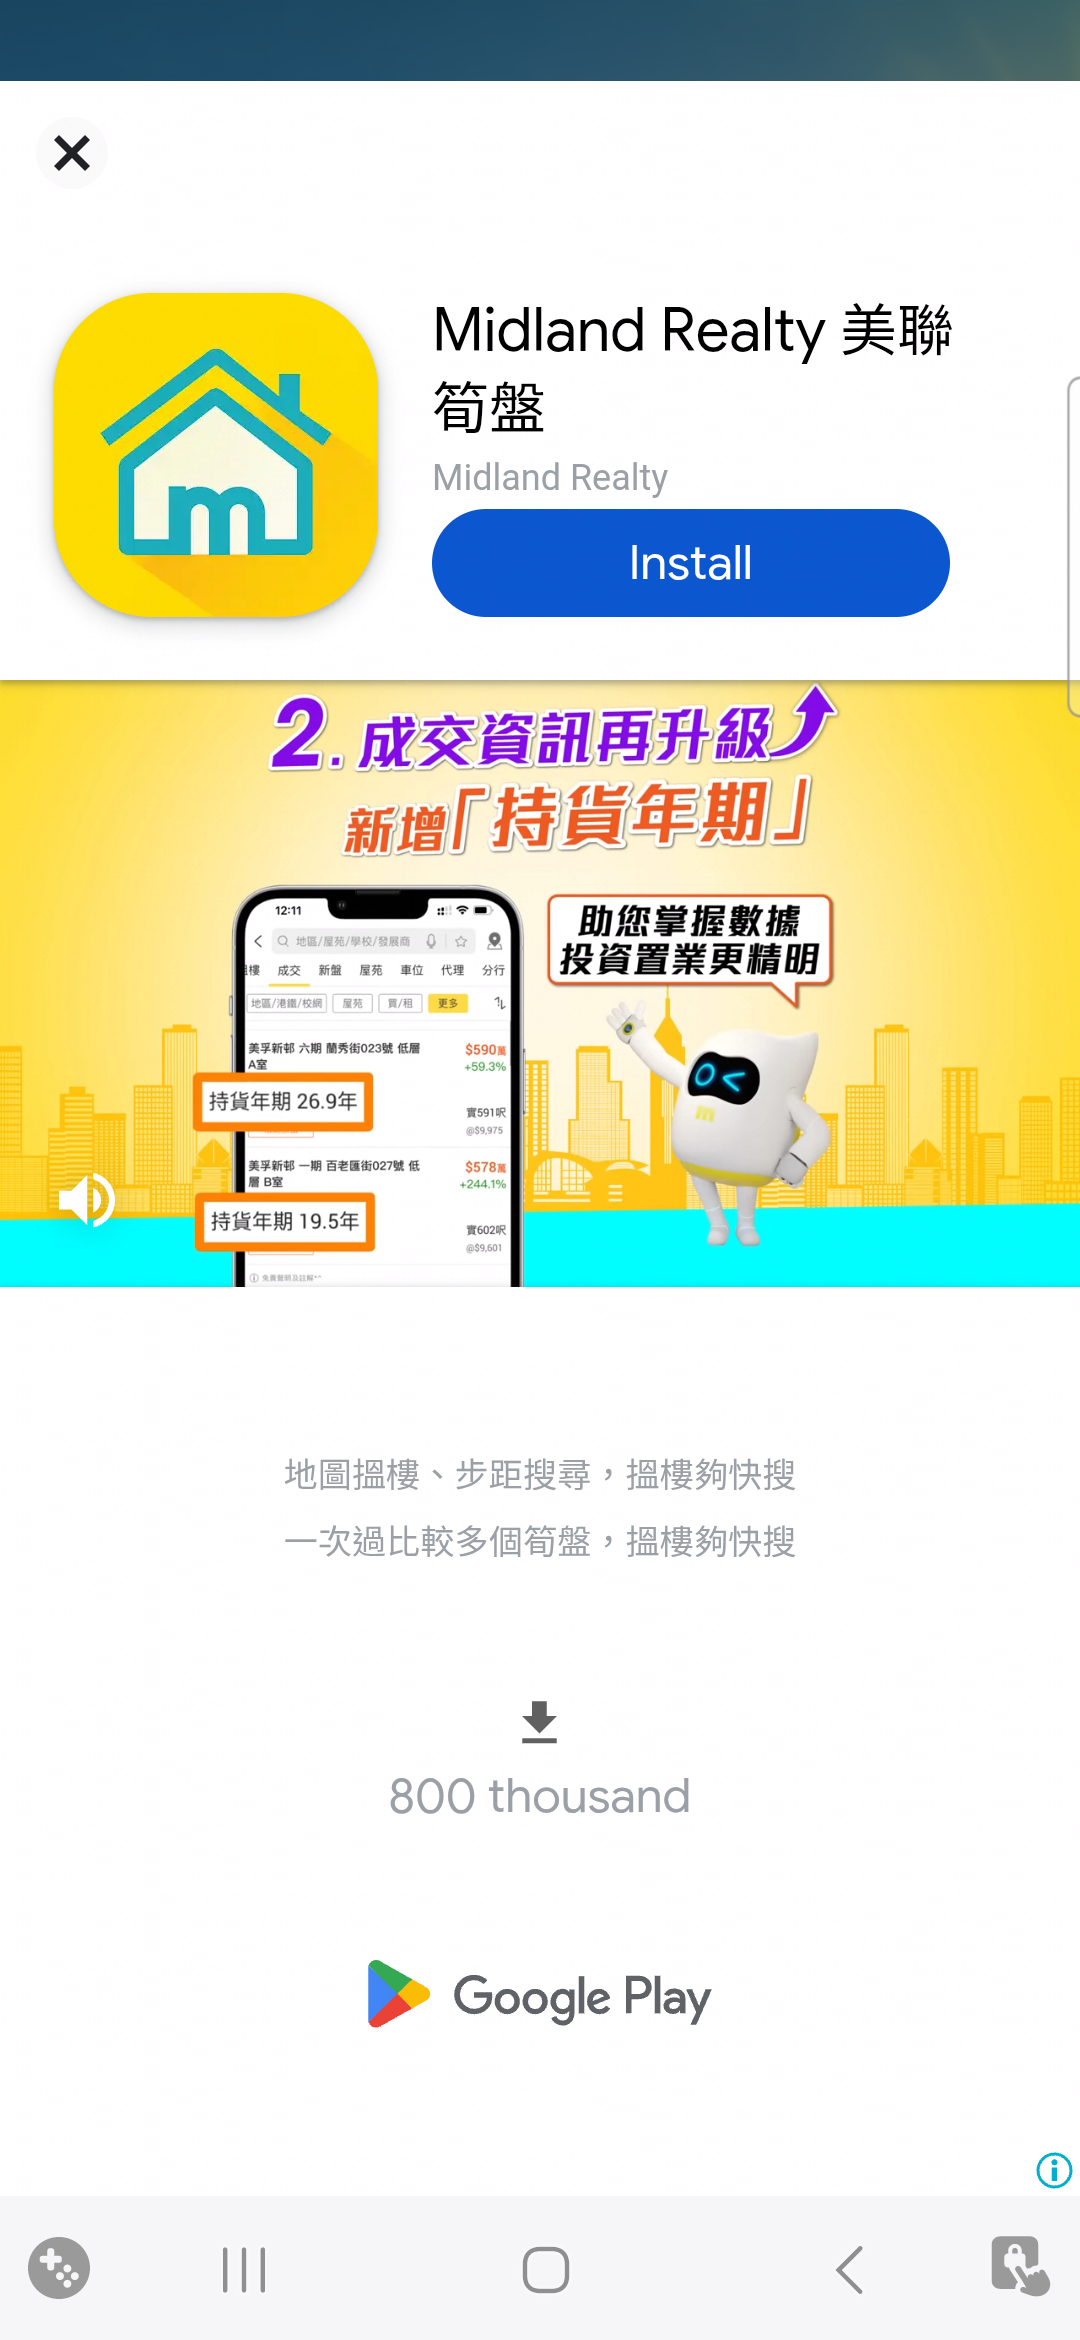 Midland Realty 美聯
筍盤
Midland Realty
Install
2. 成交資訊再升級
新增「持貨年期」
助您掌握數據
投資置業更精明
12:11
地區/屋苑/學校/發展商
樓 成交 新盤 屋苑 車位 代理 分行
地區/港鐵/校網 屋苑 買/租 更多
美孚新邨 六期 蘭秀街023號 低層 $590萬
A室 +59.3%
持貨年期 26.9年
實591呎
@$9,975
美孚新邨 一期 百老匯街027號 低 $578萬
層 B室 +244.1%
持貨年期 19.5年
實602呎
@$9,601
免責聲明及註解
m
地圖搵樓、步距搜尋，搵樓夠快搜
一次過比較多個筍盤，搵樓夠快搜
800 thousand
Google Play